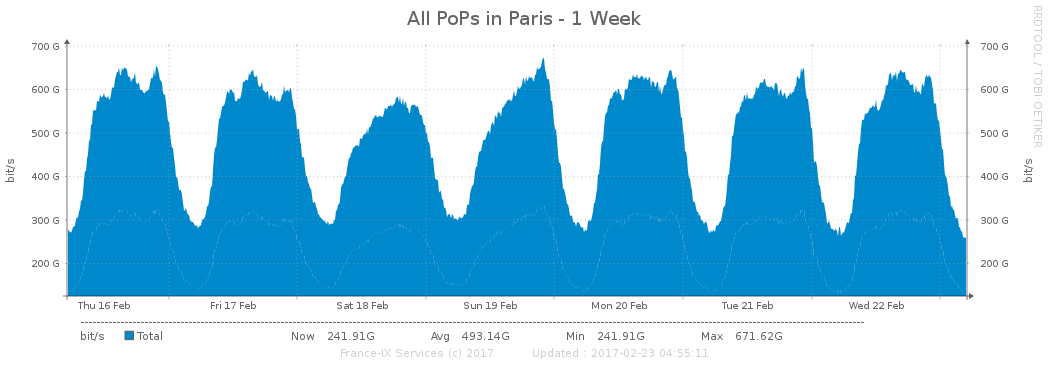 All PoPs in Paris - 1 Week
RRDTOOL / TOBI OETIKER
700 G 700 G
600 G 600 G
500 G 500 G
400 G 400 G
300 G 300 G
200 G 200 G
bit/s
bit/s
Thu 16 Feb Fri 17 Feb Sat 18 Feb Sun 19 Feb Mon 20 Feb Tue 21 Feb Wed 22 Feb
bit/s Total Now 241.91G Avg 493.14G Min 241.91G Max 671.62G
France-IX Services (c) 2017 Updated : 2017-02-23 04:55:11